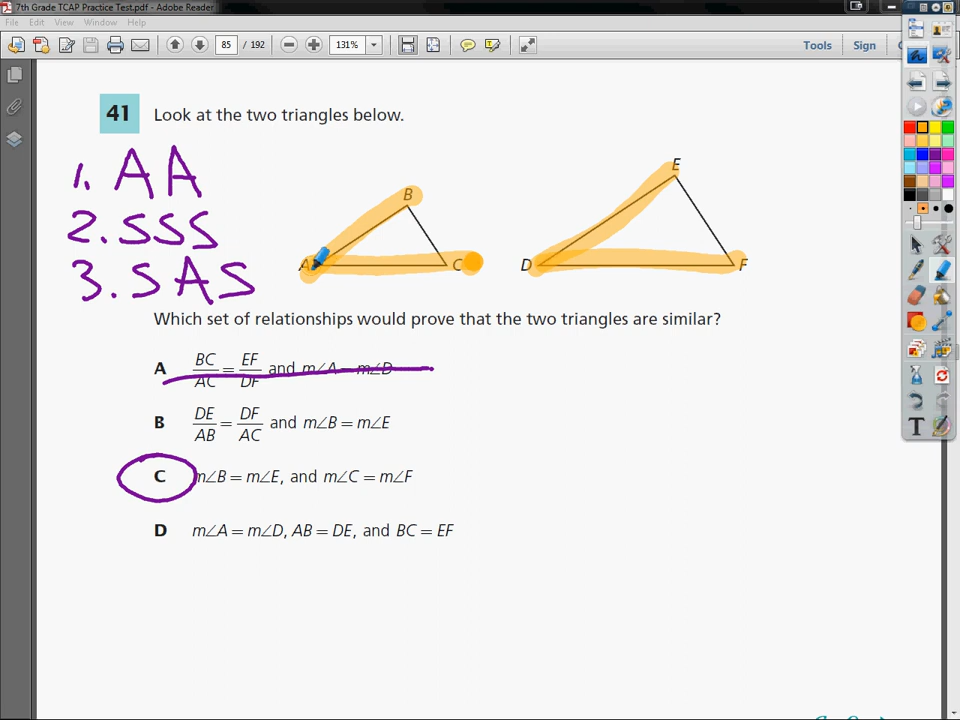 7th Grade TCAP Practice Test.pdf - Adobe Reader
File Edit View Window Help
85 / 192 131% Tools Sign
41 Look at the two triangles below.
1. AA
2. SSS
3. SAS
B
A
C
E
D
F
Which set of relationships would prove that the two triangles are similar?
A BC/AC = EF/DF and m∠A = m∠D
B DE/AB = DF/AC and m∠B = m∠E
C m∠B = m∠E, and m∠C = m∠F
D m∠A = m∠D, AB = DE, and BC = EF
T